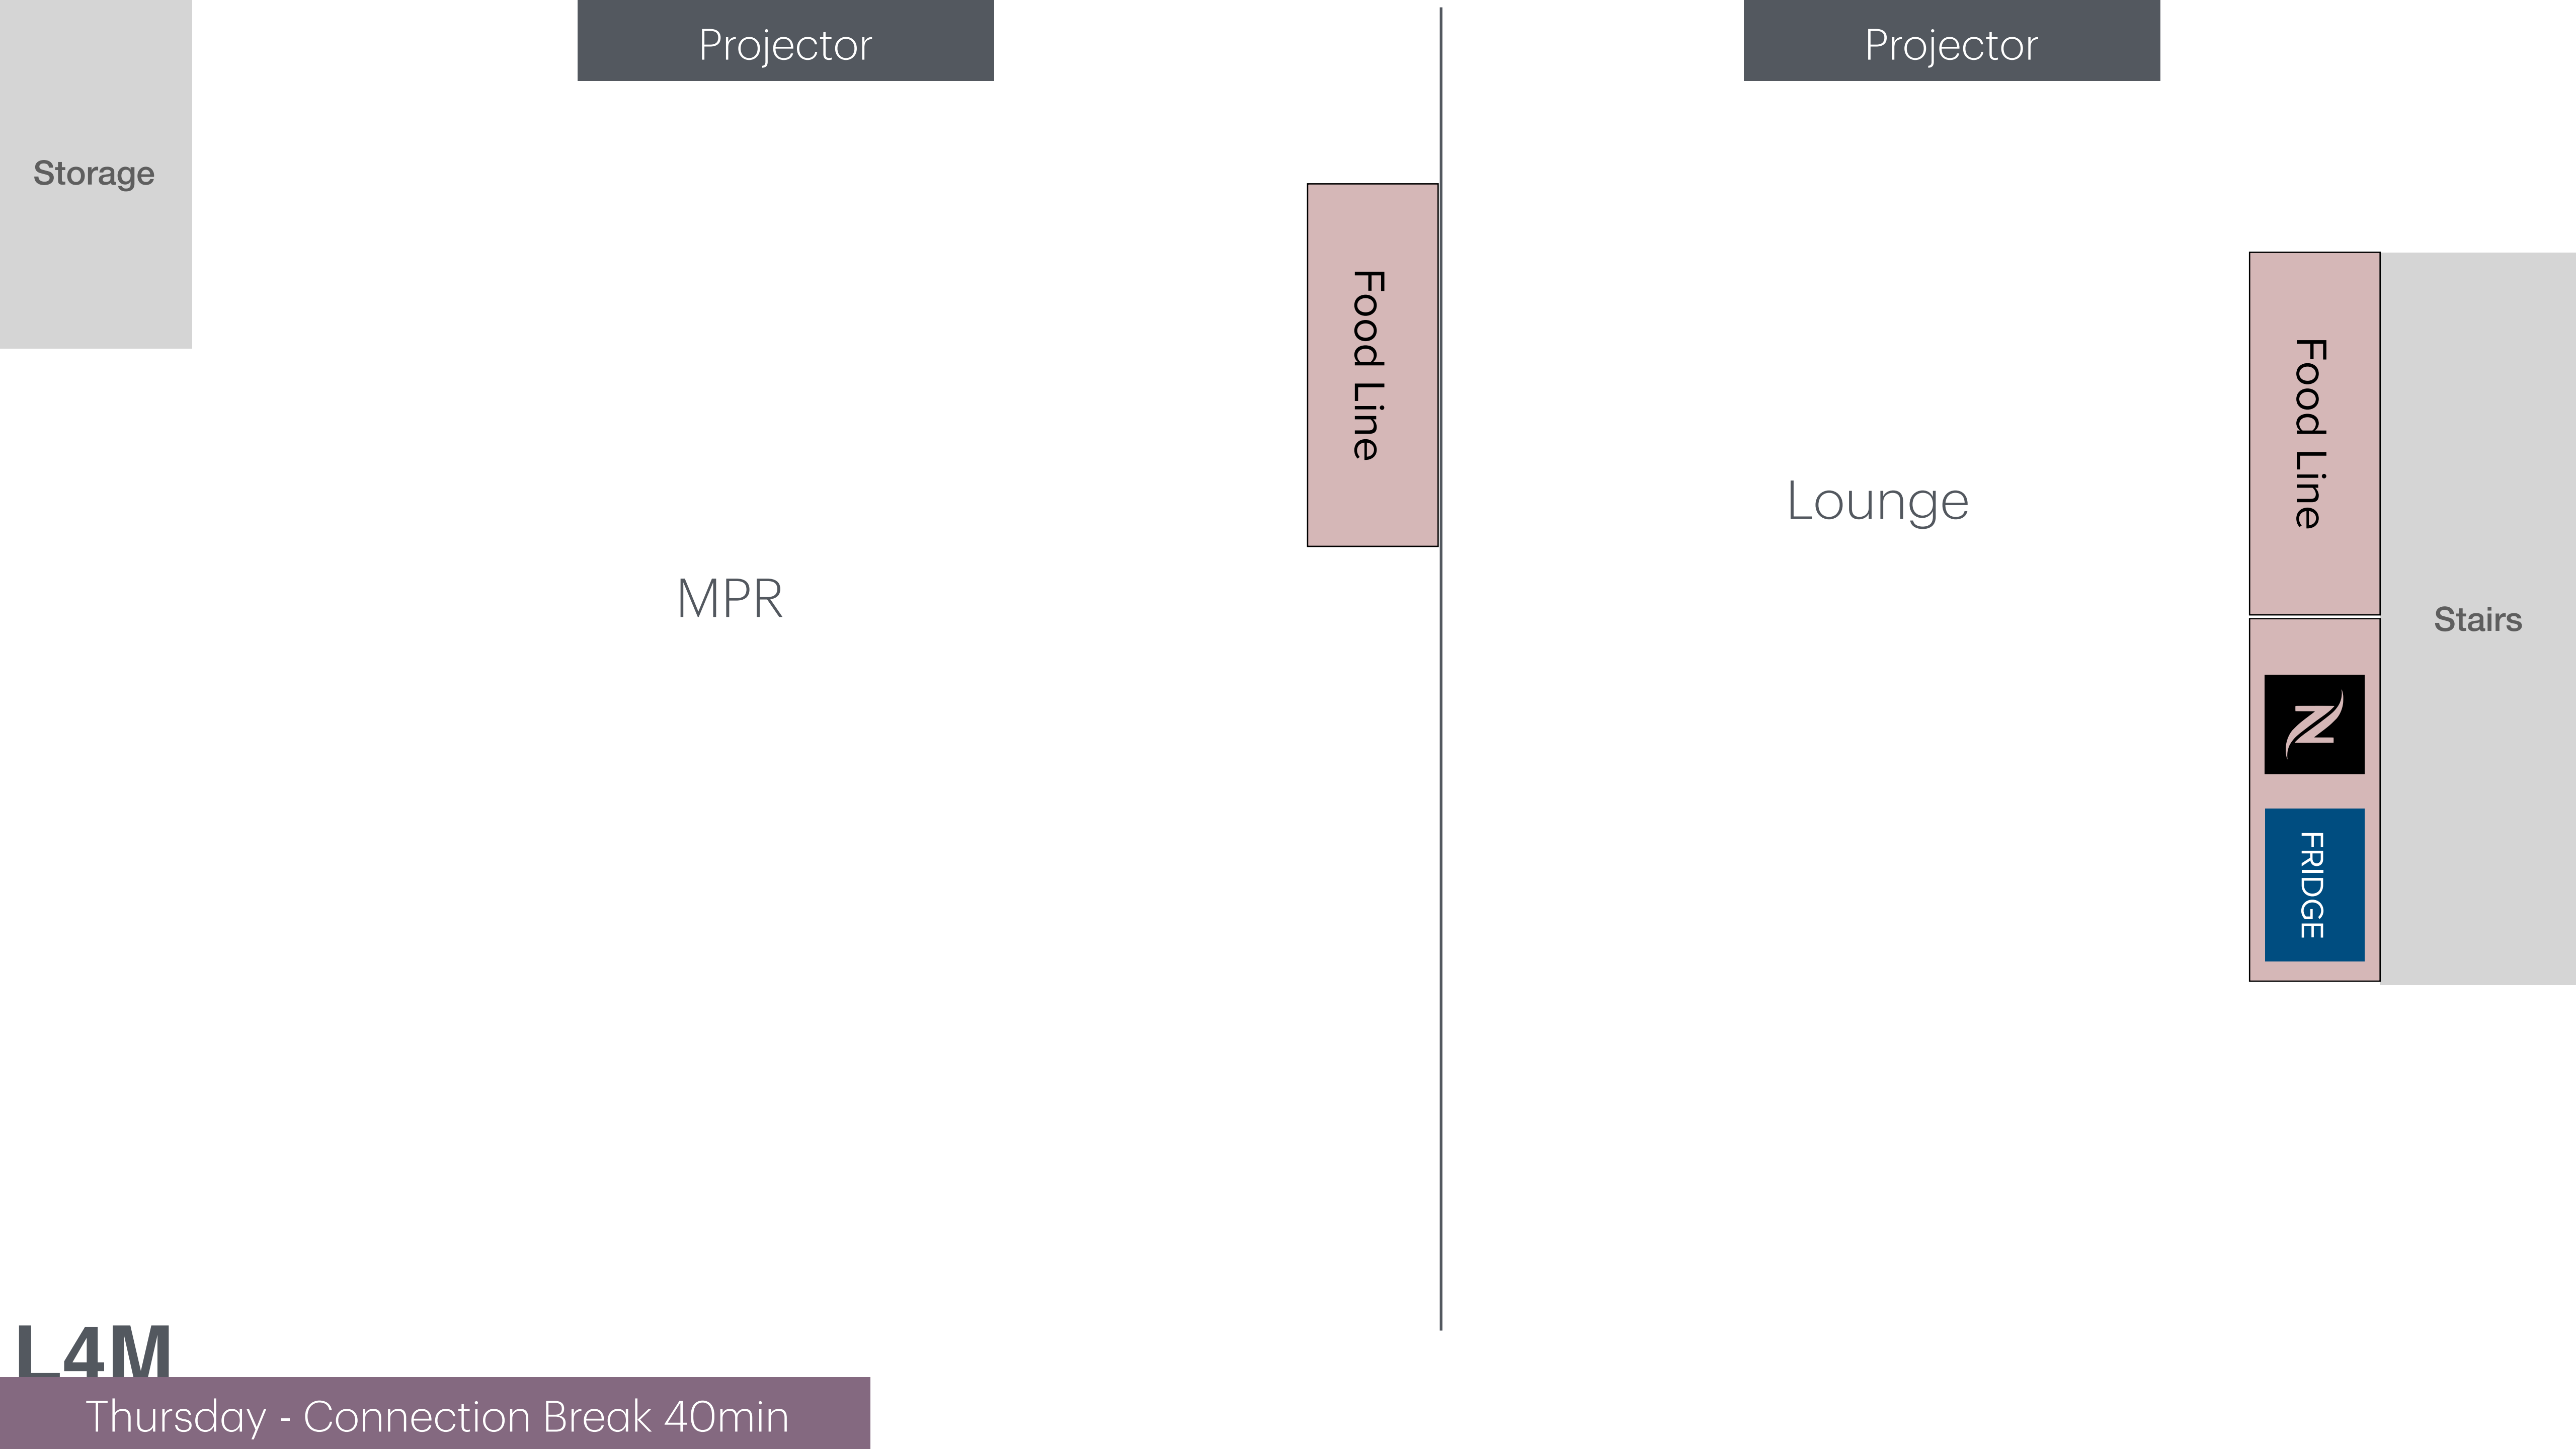 Projector
Projector
Storage
Food Line
Food Line
Lounge
MPR
Stairs
N
FRIDGE
L4M
Thursday - Connection Break 40min